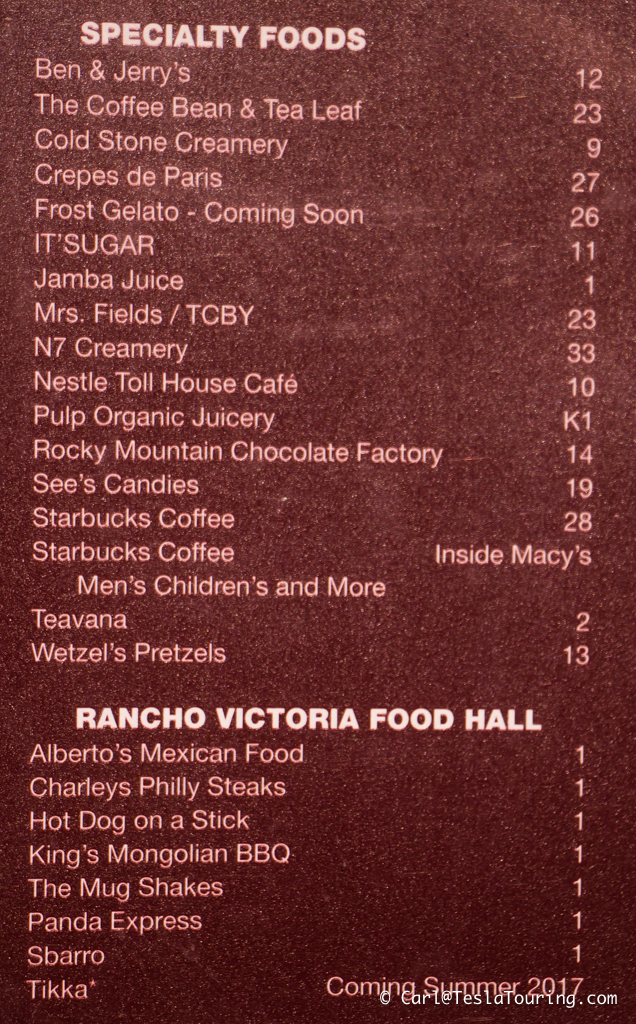 SPECIALTY FOODS
Ben & Jerry's 12
The Coffee Bean & Tea Leaf 23
Cold Stone Creamery 9
Crepes de Paris 27
Frost Gelato - Coming Soon 26
IT'SUGAR 11
Jamba Juice 1
Mrs. Fields / TCBY 23
N7 Creamery 33
Nestle Toll House Café 10
Pulp Organic Juicery K1
Rocky Mountain Chocolate Factory 14
See's Candies 19
Starbucks Coffee 28
Starbucks Coffee Inside Macy's
Men's Children's and More
Teavana 2
Wetzel's Pretzels 13
RANCHO VICTORIA FOOD HALL
Alberto's Mexican Food 1
Charleys Philly Steaks 1
Hot Dog on a Stick 1
King's Mongolian BBQ 1
The Mug Shakes 1
Panda Express 1
Sbarro 1
Tikka* Coming Summer 2017
© Carl@TeslaTouring.com